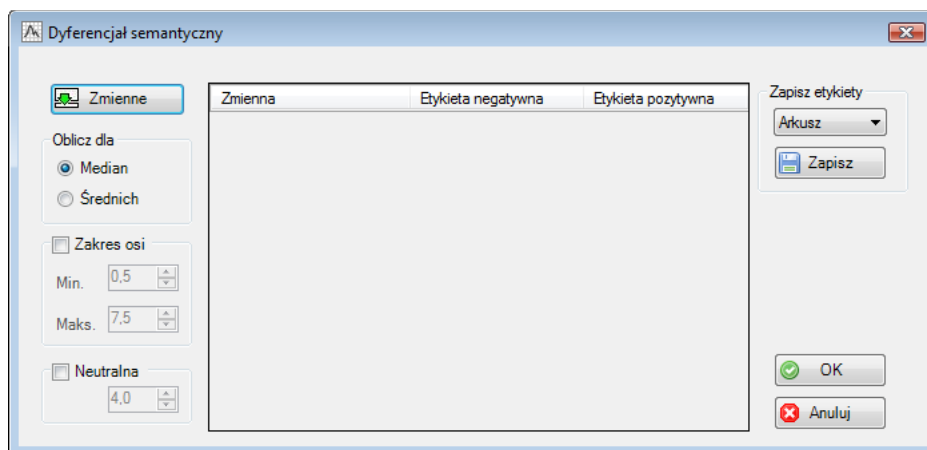 Dyferencjał semantyczny
Zmienne
Oblicz dla
Median
Średnich
Zakres osi
Min. 0,5
Maks. 7,5
Neutralna
4,0
Zmienna Etykieta negatywna Etykieta pozytywna
Zapisz etykiety
Arkusz
Zapisz
OK
Anuluj